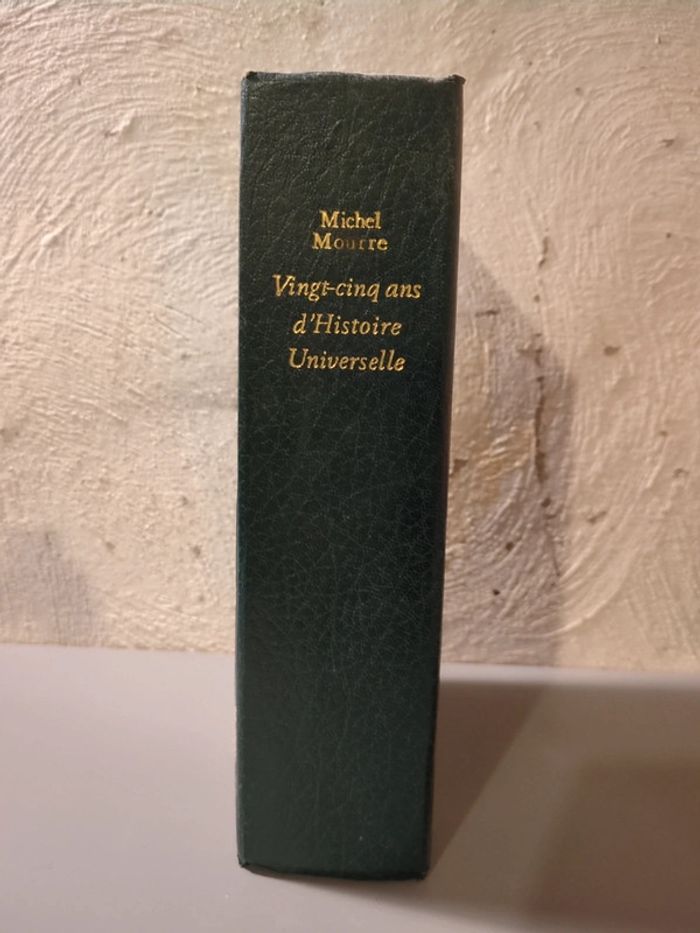 Michel
Mourre
Vingt-cinq ans
d'Histoire
Universelle